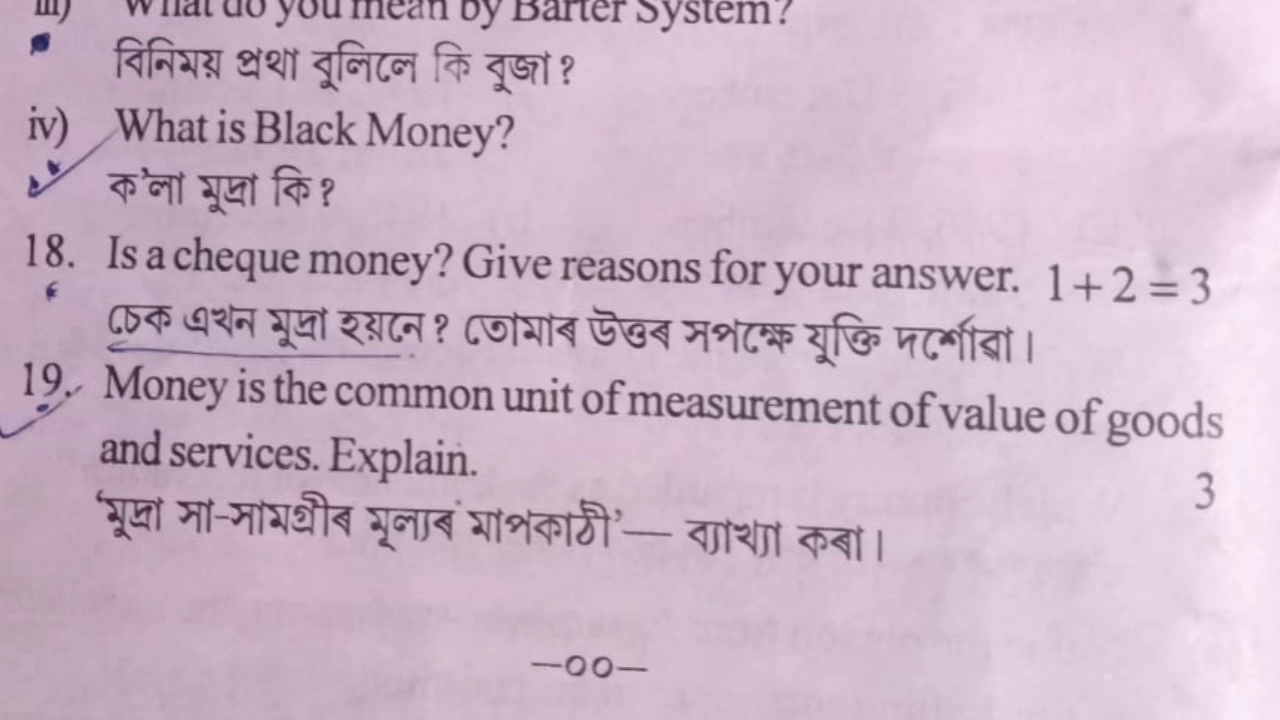 iii) What do you mean by Barter System?
বিনিময় প্ৰথা বুলিলে কি বুজা?
iv) What is Black Money?
ক'লা মুদ্ৰা কি?
18. Is a cheque money? Give reasons for your answer. 1+2=3
চেক এখন মুদ্ৰা হয়নে? তোমাৰ উত্তৰ সপক্ষে যুক্তি দৰ্শোৱা।
19. Money is the common unit of measurement of value of goods
and services. Explain. 3
'মুদ্ৰা সা-সামগ্ৰীৰ মূল্যৰ মাপকাঠী'— ব্যাখ্যা কৰা।
—oo—